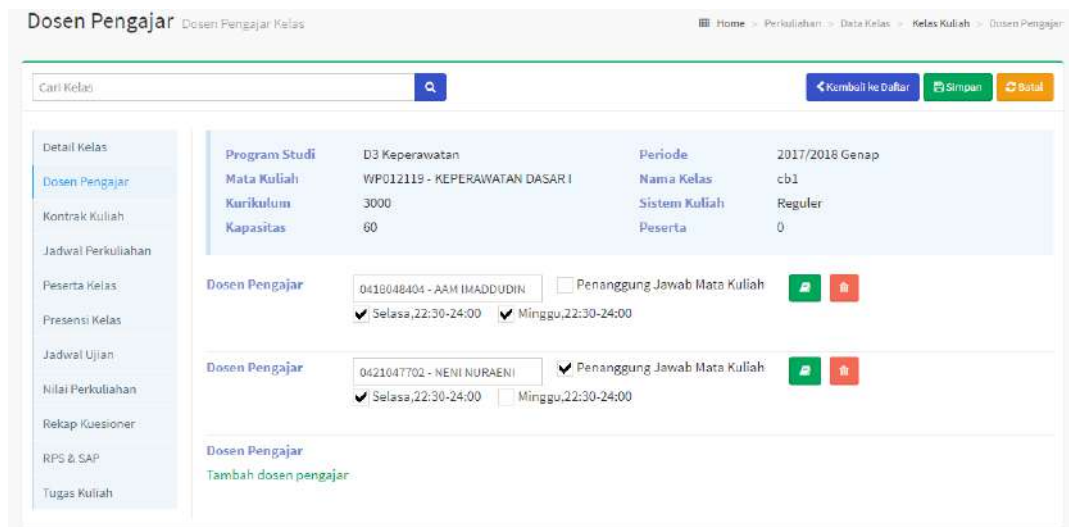 Dosen Pengajar Dosen Pengajar Kelas
Home > Perkuliahan > Data Kelas > Kelas Kuliah > Dosen Pengajar
Cari Kelas
Kembali ke Daftar
Simpan
Batal
Detail Kelas
Dosen Pengajar
Kontrak Kuliah
Jadwal Perkuliahan
Peserta Kelas
Presensi Kelas
Jadwal Ujian
Nilai Perkuliahan
Rekap Kuesioner
RPS & SAP
Tugas Kuliah
Program Studi D3 Keperawatan Periode 2017/2018 Genap
Mata Kuliah WP012119 - KEPERAWATAN DASAR I Nama Kelas cb1
Kurikulum 3000 Sistem Kuliah Reguler
Kapasitas 60 Peserta 0
Dosen Pengajar 0418048404 - AAM IMADDUDIN Penanggung Jawab Mata Kuliah
Selasa,22:30-24:00 Minggu,22:30-24:00
Dosen Pengajar 0421047702 - NENI NURAENI Penanggung Jawab Mata Kuliah
Selasa,22:30-24:00 Minggu,22:30-24:00
Dosen Pengajar
Tambah dosen pengajar